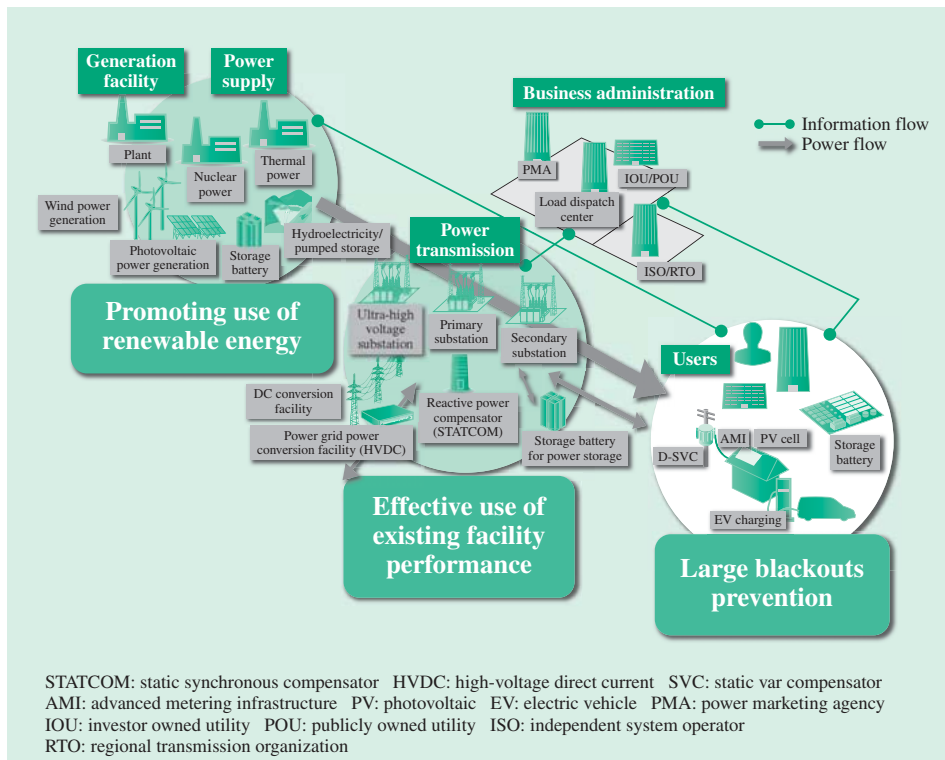 Generation
facility
Power
supply
Business administration
Information flow
Power flow
Plant
Nuclear
power
Thermal
power
PMA
IOU/POU
Load dispatch
center
ISO/RTO
Wind power
generation
Photovoltaic
power generation
Storage
battery
Hydroelectricity/
pumped storage
Power
transmission
Promoting use of
renewable energy
Ultra-high
voltage
substation
Primary
substation
Secondary
substation
Users
DC conversion
facility
Power grid power
conversion facility (HVDC)
Reactive power
compensator
(STATCOM)
Storage battery
for power storage
D-SVC
AMI
PV cell
Storage
battery
EV charging
Effective use of
existing facility
performance
Large blackouts
prevention
STATCOM: static synchronous compensator HVDC: high-voltage direct current SVC: static var compensator
AMI: advanced metering infrastructure PV: photovoltaic EV: electric vehicle PMA: power marketing agency
IOU: investor owned utility POU: publicly owned utility ISO: independent system operator
RTO: regional transmission organization